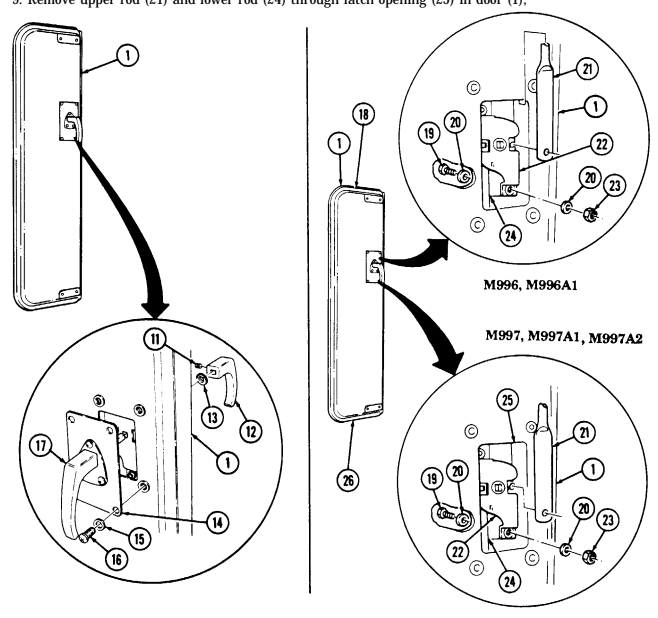 9. Remove upper rod (21) and lower rod (24) through latch opening (25) in door (1),
1
18
1
19
20
21
1
22
20
23
24
M996, M996A1
M997, M997A1, M997A2
11
13
12
17
1
14
15
16
26
25
21
19
20
1
20
23
22
24
C
C
C
C
C
C
C
C